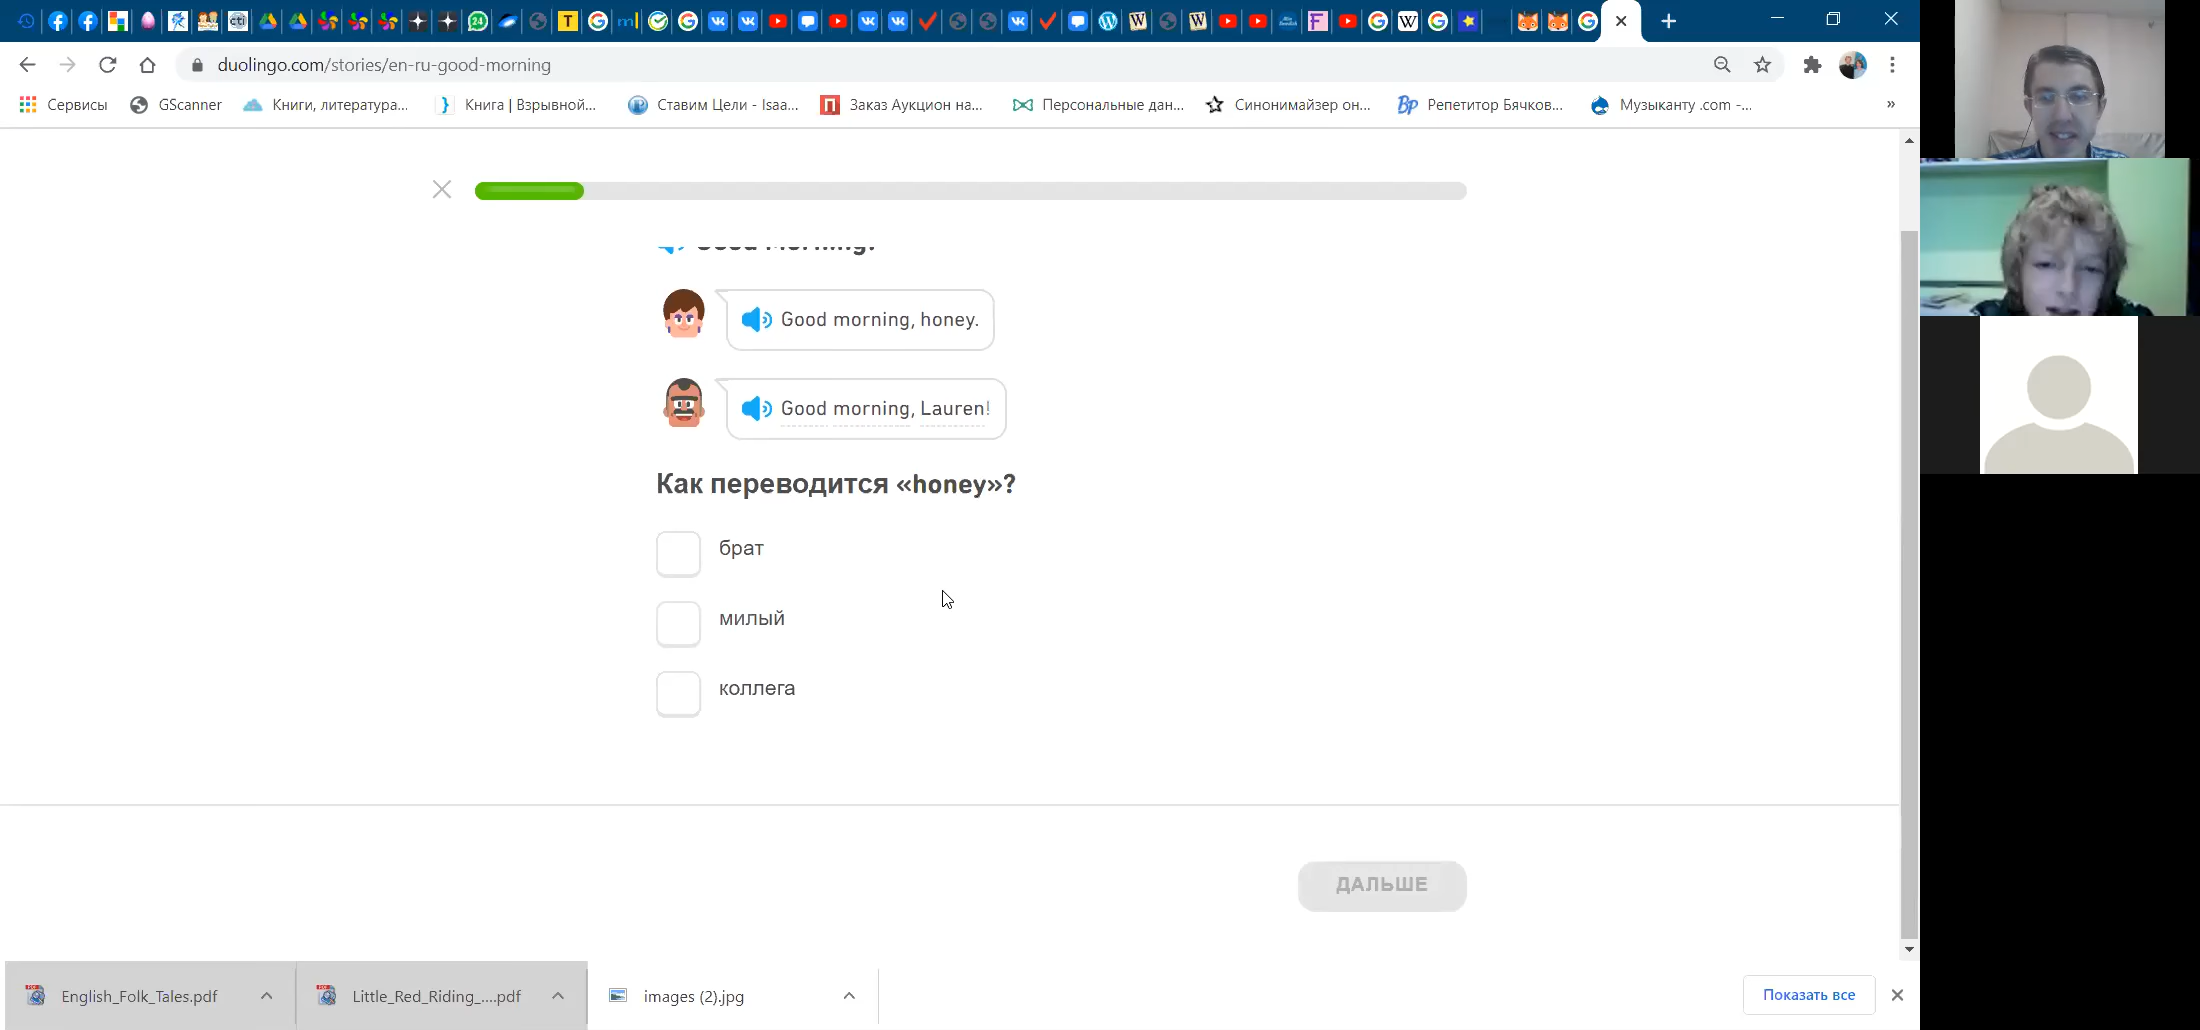 duolingo.com/stories/en-ru-good-morning
Сервисы
GScanner
Книги, литература...
Книга | Взрывной...
Ставим Цели - Isaa...
Заказ Аукцион на...
Персональные дан...
Синонимайзер он...
Репетитор Бячков...
Музыканту .com -...
»
Good Morning!
Good morning, honey.
Good morning, Lauren!
Как переводится «honey»?
брат
милый
коллега
ДАЛЬШЕ
English_Folk_Tales.pdf
Little_Red_Riding_....pdf
images (2).jpg
Показать все